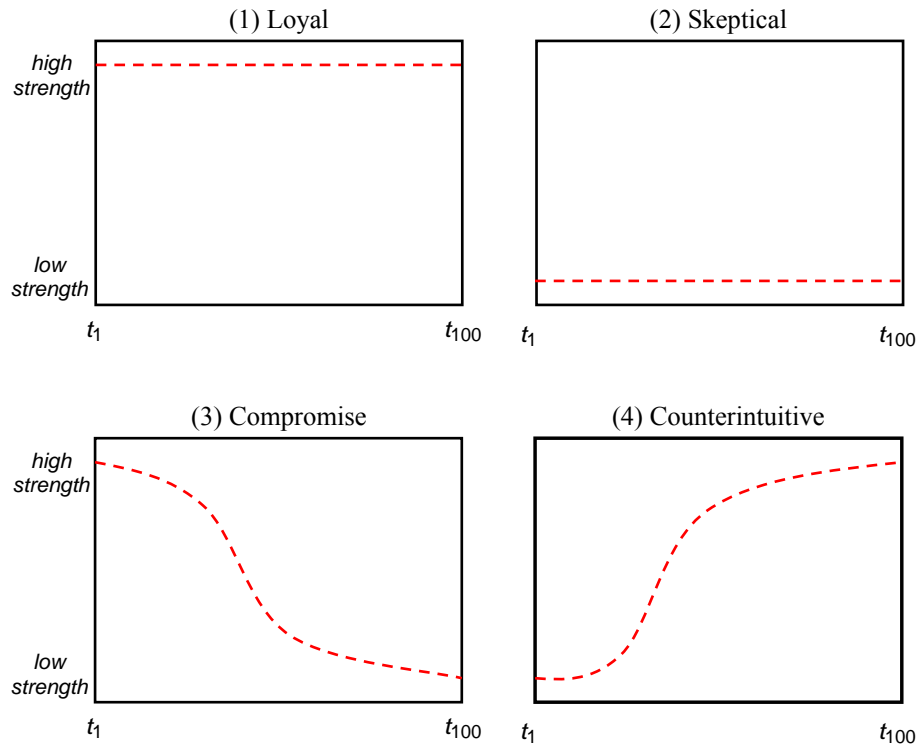 (1) Loyal
(2) Skeptical
high
strength
low
strength
t1
t100
t1
t100
(3) Compromise
(4) Counterintuitive
high
strength
low
strength
t1
t100
t1
t100